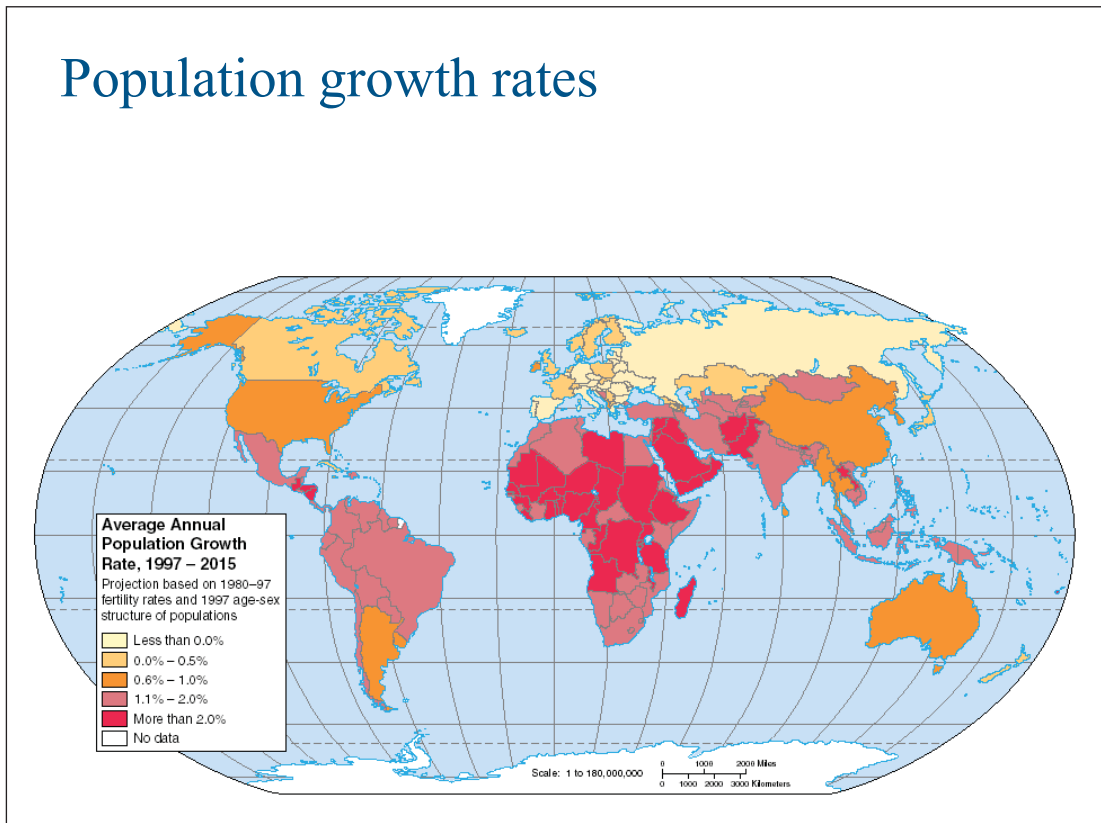 Population growth rates
Average Annual
Population Growth
Rate, 1997 – 2015
Projection based on 1980–97
fertility rates and 1997 age-sex
structure of populations
Less than 0.0%
0.0% – 0.5%
0.6% – 1.0%
1.1% – 2.0%
More than 2.0%
No data
Scale: 1 to 180,000,000
0 1000 2000 Miles
0 1000 2000 3000 Kilometers